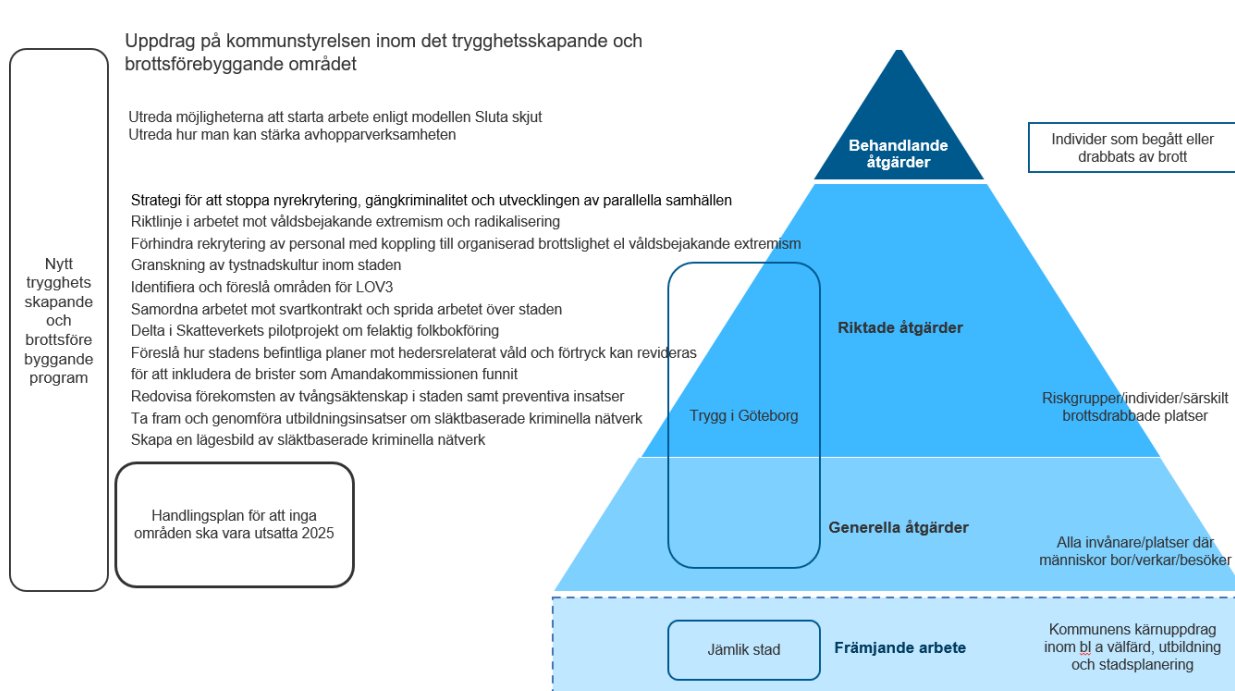 Uppdrag på kommunstyrelsen inom det trygghetsskapande och
brottsförebyggande området
Nytt
trygghets
skapande
och
brottsföre
byggande
program
Utreda möjligheterna att starta arbete enligt modellen Sluta skjut
Utreda hur man kan stärka avhopparverksamheten
Strategi för att stoppa nyrekrytering, gängkriminalitet och utvecklingen av parallella samhällen
Riktlinje i arbetet mot våldsbejakande extremism och radikalisering
Förhindra rekrytering av personal med koppling till organiserad brottslighet el våldsbejakande extremism
Granskning av tystnadskultur inom staden
Identifiera och föreslå områden för LOV3
Samordna arbetet mot svartkontrakt och sprida arbetet över staden
Delta i Skatteverkets pilotprojekt om felaktig folkbokföring
Föreslå hur stadens befintliga planer mot hedersrelaterat våld och förtryck kan revideras
för att inkludera de brister som Amandakommissionen funnit
Redovisa förekomsten av tvångsäktenskap i staden samt preventiva insatser
Ta fram och genomföra utbildningsinsatser om släktbaserade kriminella nätverk
Skapa en lägesbild av släktbaserade kriminella nätverk
Handlingsplan för att inga
områden ska vara utsatta 2025
Behandlande
åtgärder
Individer som begått eller
drabbats av brott
Riktade åtgärder
Trygg i Göteborg
Riskgrupper/individer/särskilt
brottsdrabbade platser
Generella åtgärder
Alla invånare/platser där
människor bor/verkar/besöker
Jämlik stad
Främjande arbete
Kommunens kärnuppdrag
inom bl a välfärd, utbildning
och stadsplanering